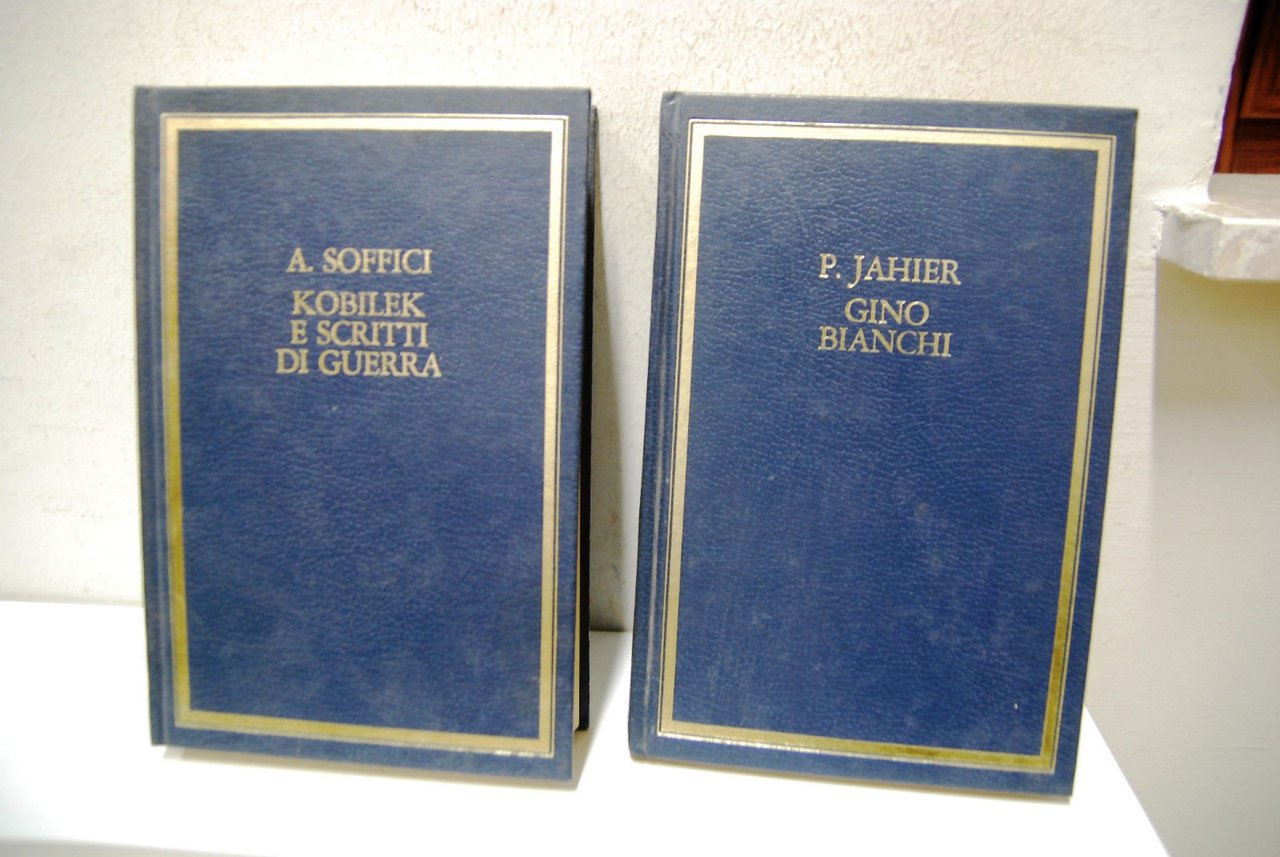 A. SOFFICI
KOBILEK
E SCRITTI
DI GUERRA
P. JAHIER
GINO
BIANCHI